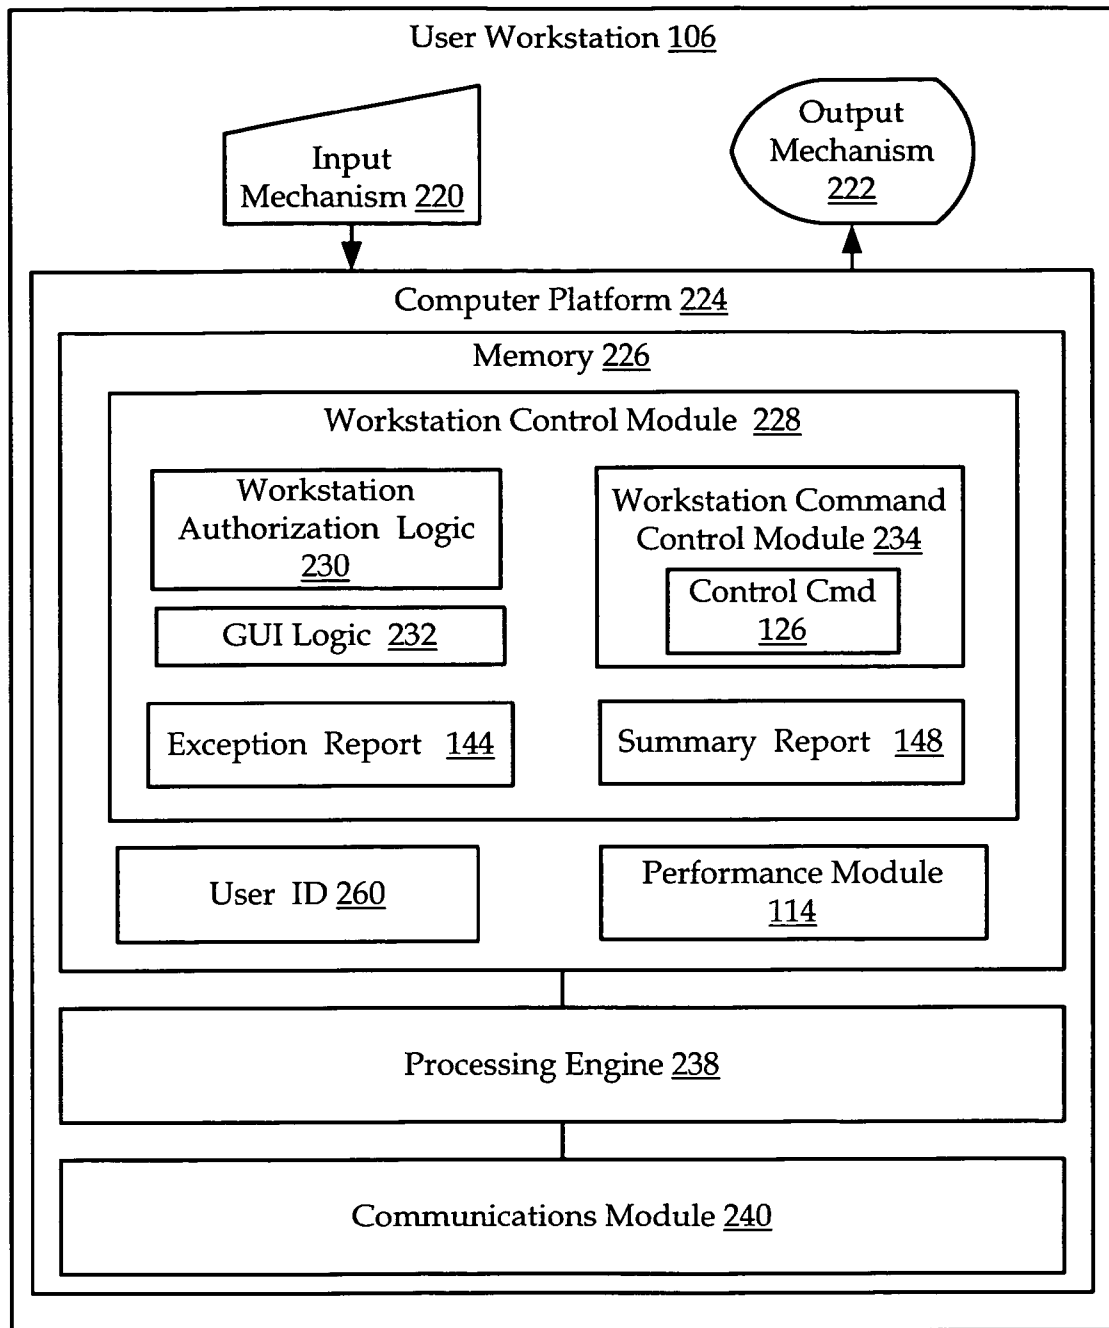 User Workstation 106
Input
Mechanism 220
Output
Mechanism
222
Computer Platform 224
Memory 226
Workstation Control Module 228
Workstation
Authorization Logic
230
Workstation Command
Control Module 234
Control Cmd
126
GUI Logic 232
Exception Report 144
Summary Report 148
User ID 260
Performance Module
114
Processing Engine 238
Communications Module 240